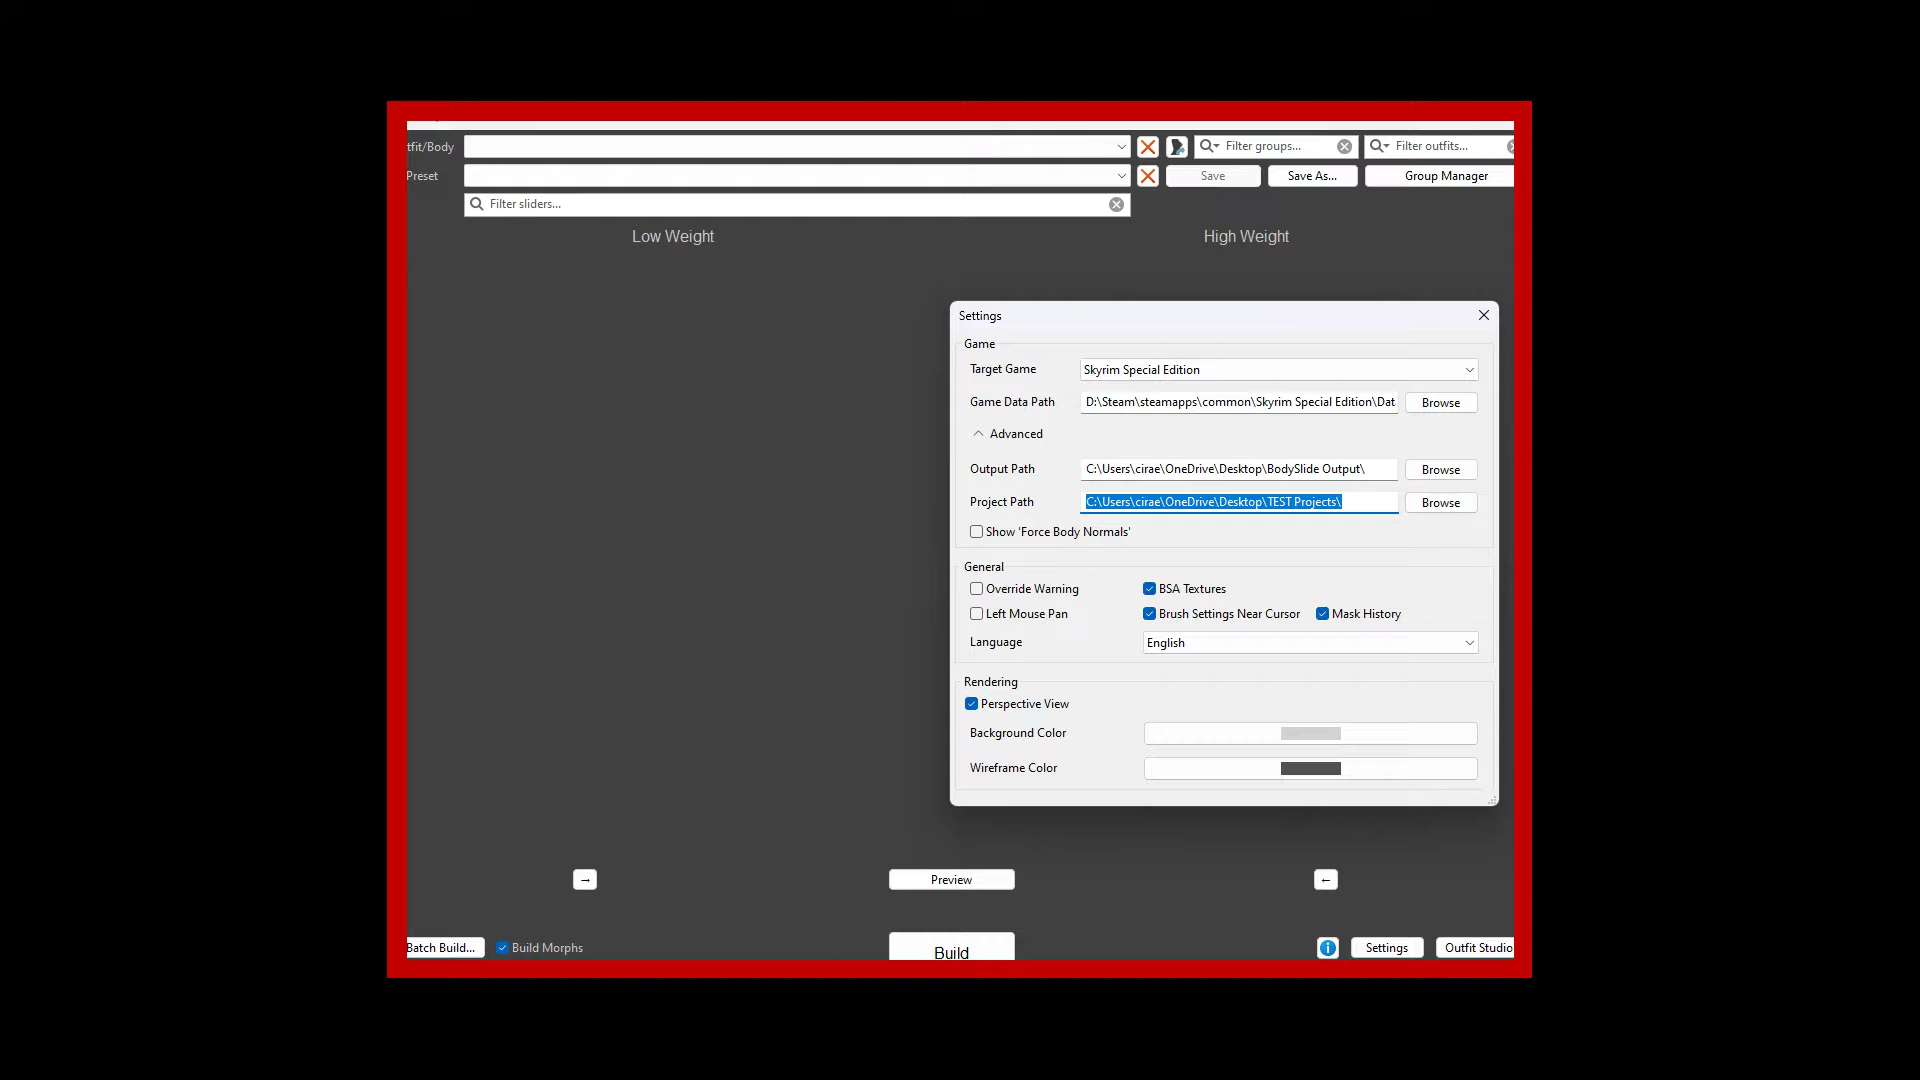 tfit/Body
Filter groups...
Filter outfits...
Preset
Save
Save As...
Group Manager
Filter sliders...
Low Weight
High Weight
Settings
Game
Target Game
Skyrim Special Edition
Game Data Path
D:\Steam\steamapps\common\Skyrim Special Edition\Dat
Browse
Advanced
Output Path
C:\Users\cirae\OneDrive\Desktop\BodySlide Output\
Browse
Project Path
C:\Users\cirae\OneDrive\Desktop\TEST Projects\
Browse
Show 'Force Body Normals'
General
Override Warning
BSA Textures
Left Mouse Pan
Brush Settings Near Cursor
Mask History
Language
English
Rendering
Perspective View
Background Color
Wireframe Color
→
Preview
←
Batch Build...
Build Morphs
Build
Settings
Outfit Studio